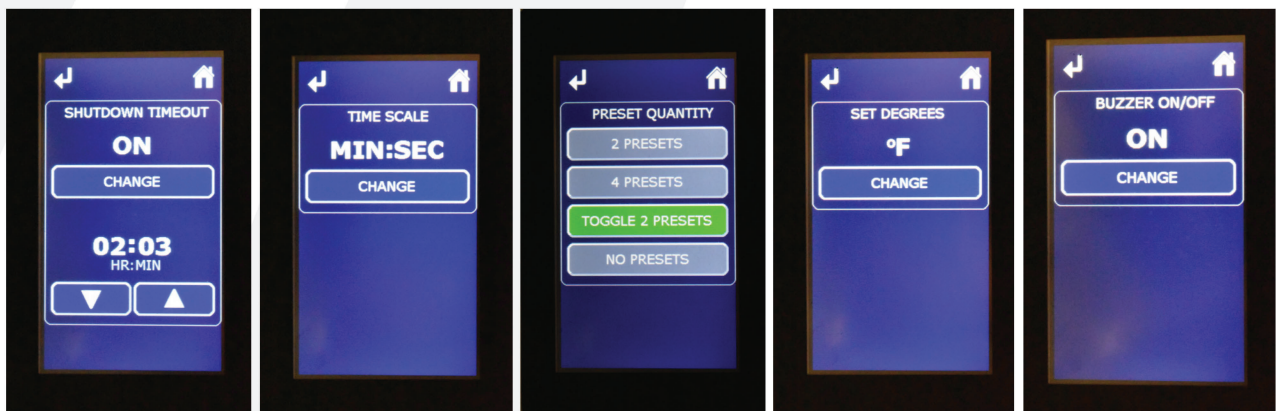 SHUTDOWN TIMEOUT
ON
CHANGE
02:03
HR:MIN
TIME SCALE
MIN:SEC
CHANGE
PRESET QUANTITY
2 PRESETS
4 PRESETS
TOGGLE 2 PRESETS
NO PRESETS
SET DEGREES
°F
CHANGE
BUZZER ON/OFF
ON
CHANGE